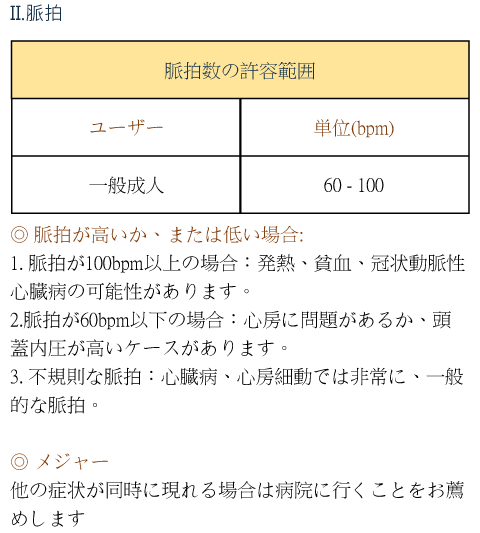 II.脈拍
脈拍数の許容範囲
ユーザー 単位(bpm)
一般成人 60 - 100
◎ 脈拍が高いか、または低い場合:
1. 脈拍が100bpm以上の場合：発熱、貧血、冠状動脈性
心臓病の可能性があります。
2.脈拍が60bpm以下の場合：心房に問題があるか、頭
蓋内圧が高いケースがあります。
3. 不規則な脈拍：心臓病、心房細動では非常に、一般
的な脈拍。
◎ メジャー
他の症状が同時に現れる場合は病院に行くことをお薦
めします